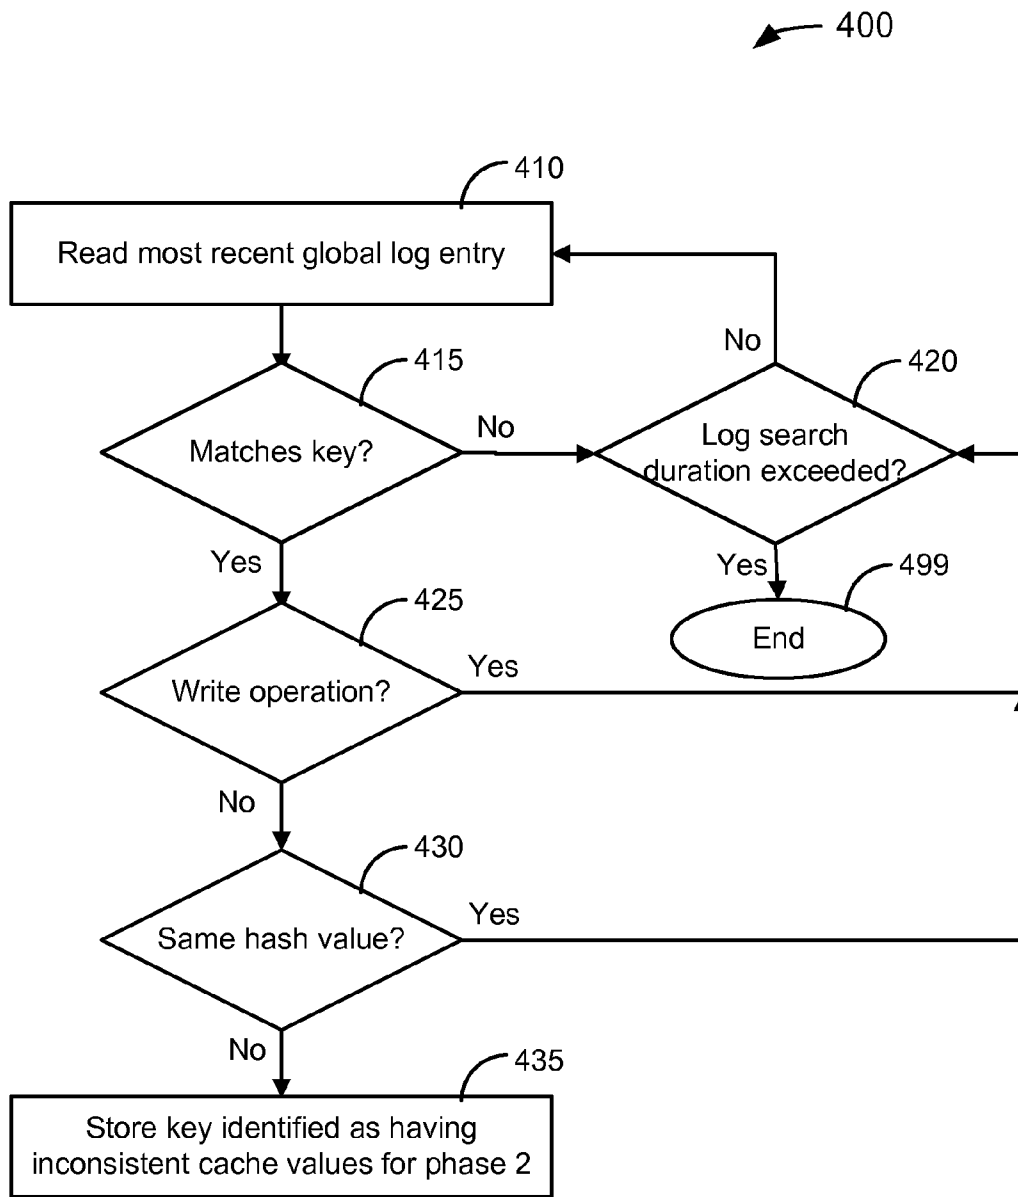 400
410
Read most recent global log entry
No
415
420
Matches key?
No
Log search
duration exceeded?
Yes
Yes
499
425
End
Write operation?
Yes
No
430
Same hash value?
Yes
No
435
Store key identified as having
inconsistent cache values for phase 2